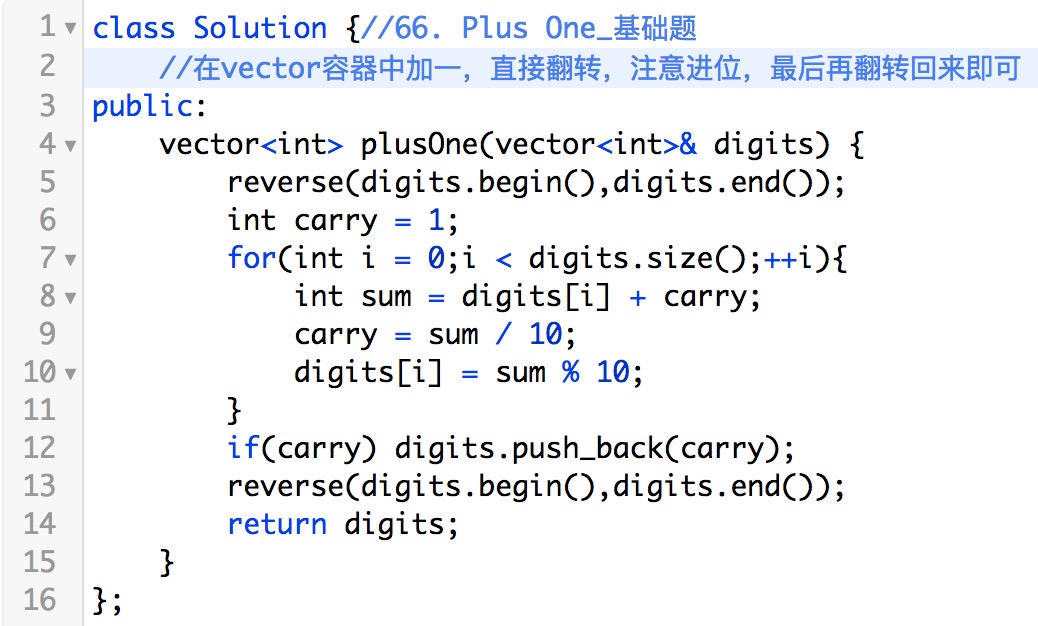 1 class Solution {//66. Plus One_基础题
2 //在vector容器中加一，直接翻转，注意进位，最后再翻转回来即可
3 public:
4 vector<int> plusOne(vector<int>& digits) {
5 reverse(digits.begin(),digits.end());
6 int carry = 1;
7 for(int i = 0;i < digits.size();++i){
8 int sum = digits[i] + carry;
9 carry = sum / 10;
10 digits[i] = sum % 10;
11 }
12 if(carry) digits.push_back(carry);
13 reverse(digits.begin(),digits.end());
14 return digits;
15 }
16 };